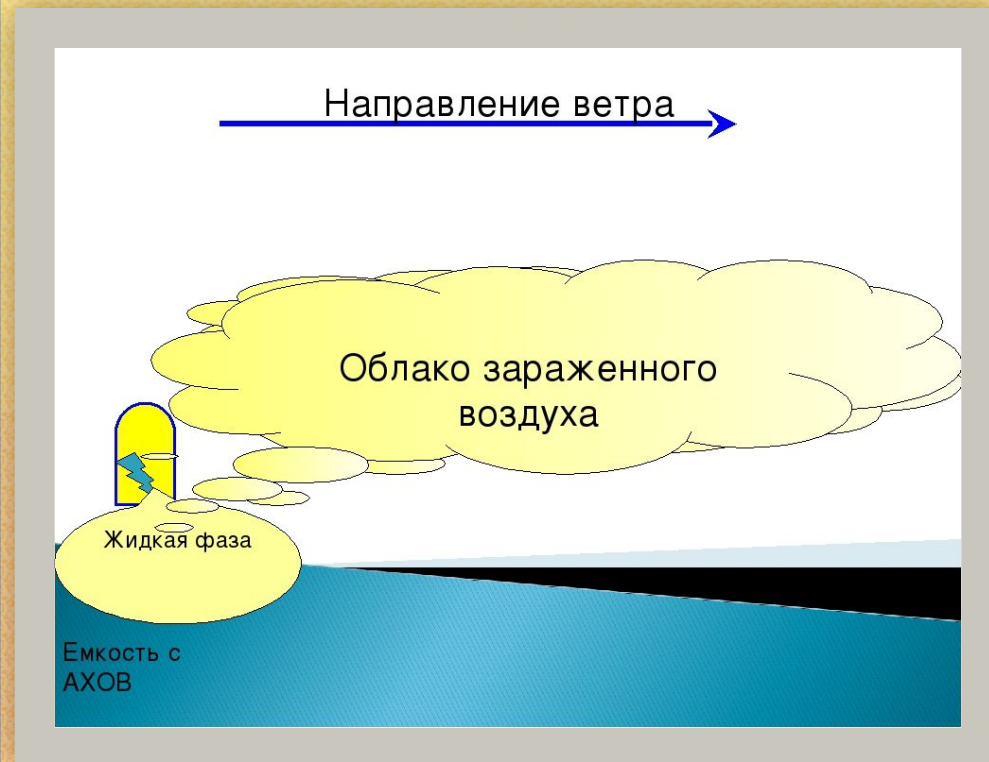 Направление ветра
Облако зараженного
воздуха
Жидкая фаза
Емкость с
АХОВ